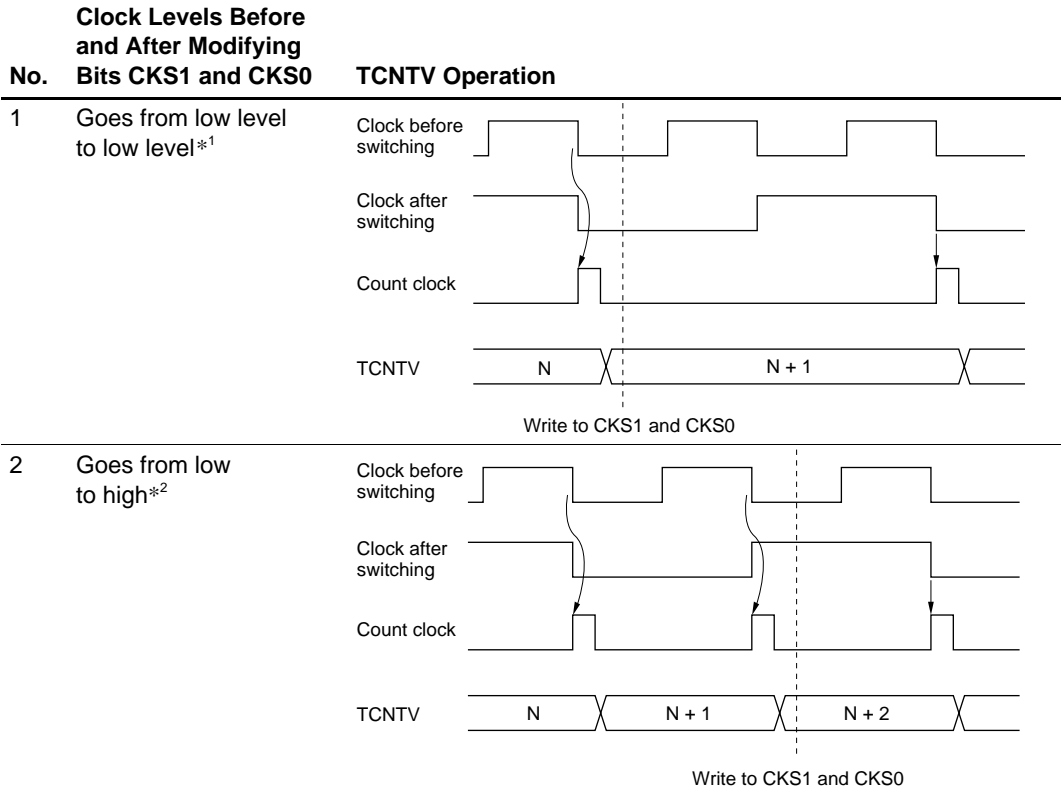 Clock Levels Before
and After Modifying
No. Bits CKS1 and CKS0 TCNTV Operation
1 Goes from low level
to low level*1
Clock before
switching
Clock after
switching
Count clock
TCNTV N N + 1
Write to CKS1 and CKS0
2 Goes from low
to high*2
Clock before
switching
Clock after
switching
Count clock
TCNTV N N + 1 N + 2
Write to CKS1 and CKS0